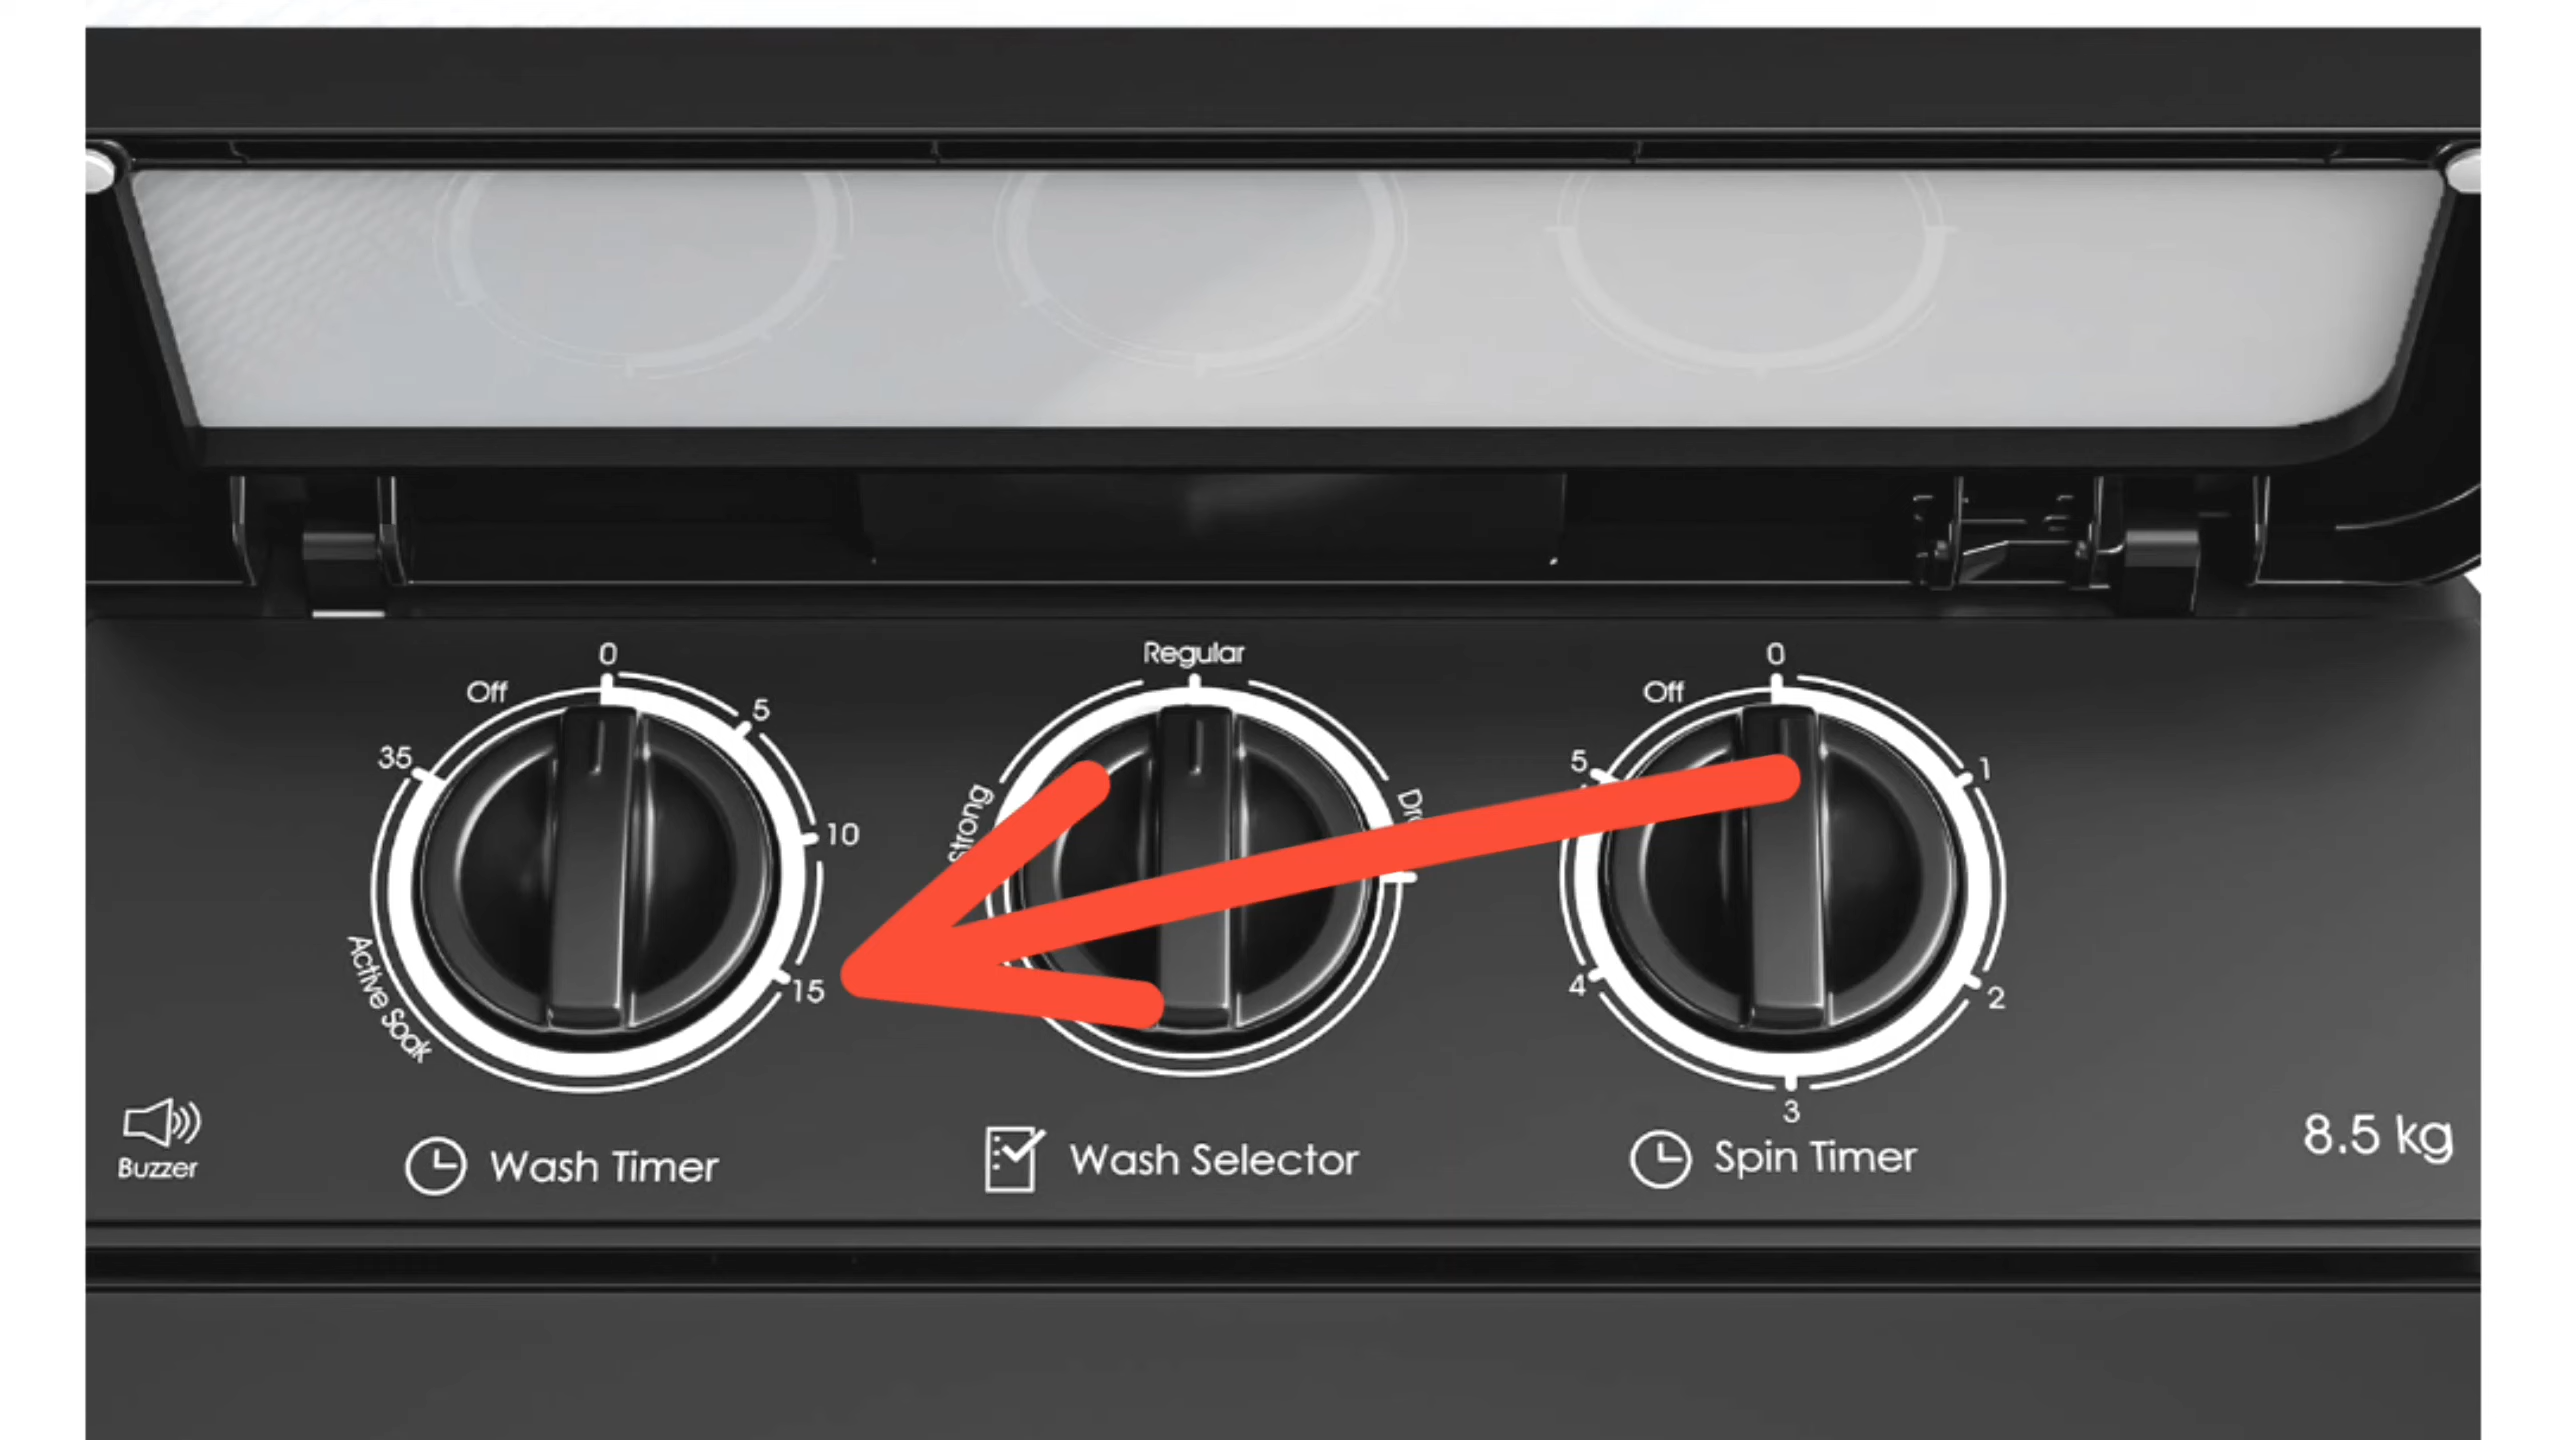 0
Off
5
35
10
15
Active Soak
Regular
Strong
0
Off
1
5
2
4
3
Buzzer
Wash Timer
Wash Selector
Spin Timer
8.5 kg